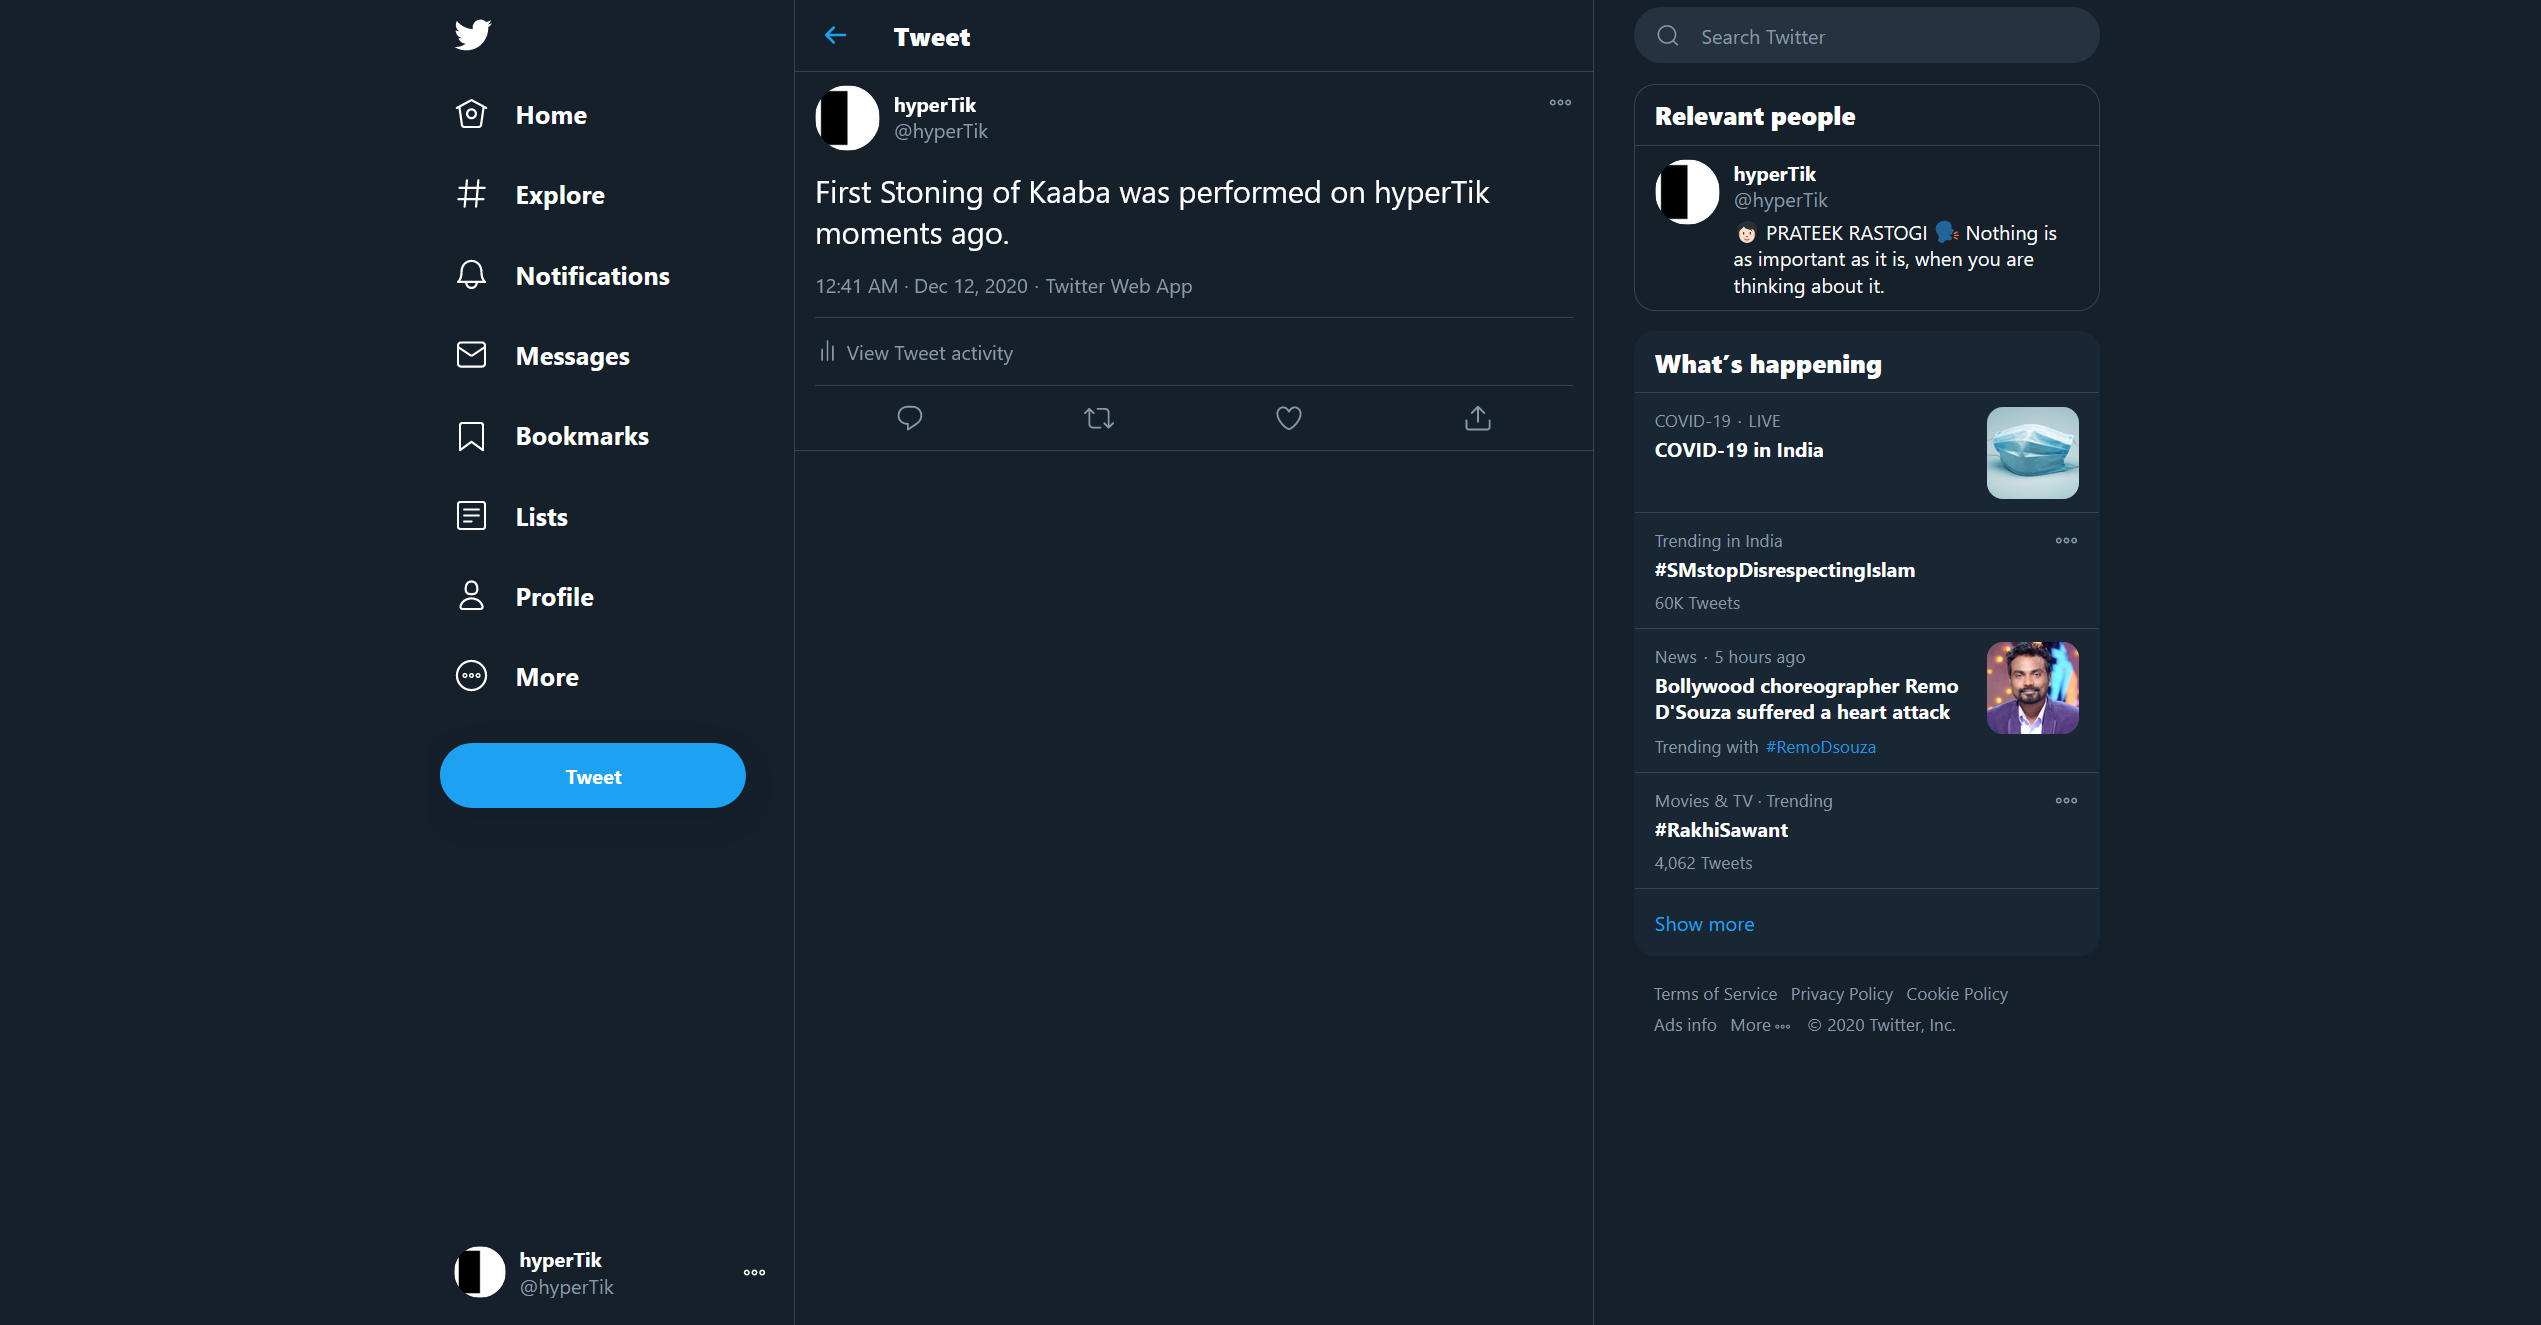 Home
Explore
Notifications
Messages
Bookmarks
Lists
Profile
More
Tweet
hyperTik
@hyperTik
Tweet
hyperTik
@hyperTik
First Stoning of Kaaba was performed on hyperTik
moments ago.
12:41 AM · Dec 12, 2020 · Twitter Web App
View Tweet activity
Search Twitter
Relevant people
hyperTik
@hyperTik
PRATEEK RASTOGI Nothing is
as important as it is, when you are
thinking about it.
What's happening
COVID-19 · LIVE
COVID-19 in India
Trending in India
#SMstopDisrespectingIslam
60K Tweets
News · 5 hours ago
Bollywood choreographer Remo
D'Souza suffered a heart attack
Trending with #RemoDsouza
Movies & TV · Trending
#RakhiSawant
4,062 Tweets
Show more
Terms of Service Privacy Policy Cookie Policy
Ads info More © 2020 Twitter, Inc.